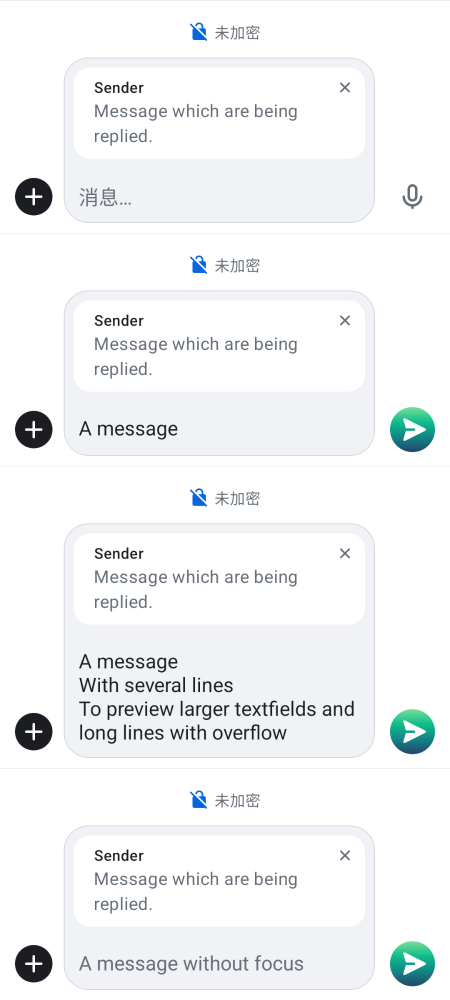 未加密
Sender
Message which are being
replied.
消息…
未加密
Sender
Message which are being
replied.
A message
未加密
Sender
Message which are being
replied.
A message
With several lines
To preview larger textfields and
long lines with overflow
未加密
Sender
Message which are being
replied.
A message without focus